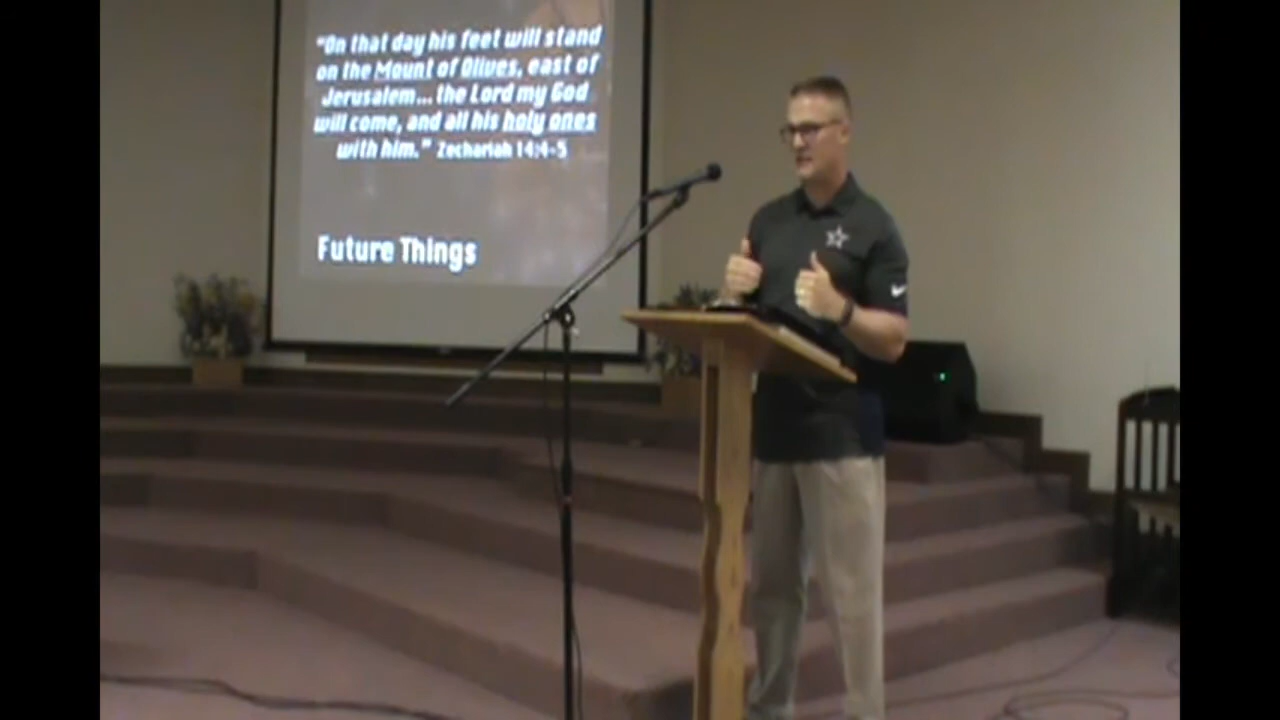 "On that day his feet will stand
on the Mount of Olives, east of
Jerusalem... the Lord my God
will come, and all his holy ones
with him." Zechariah 14:4-5
Future Things